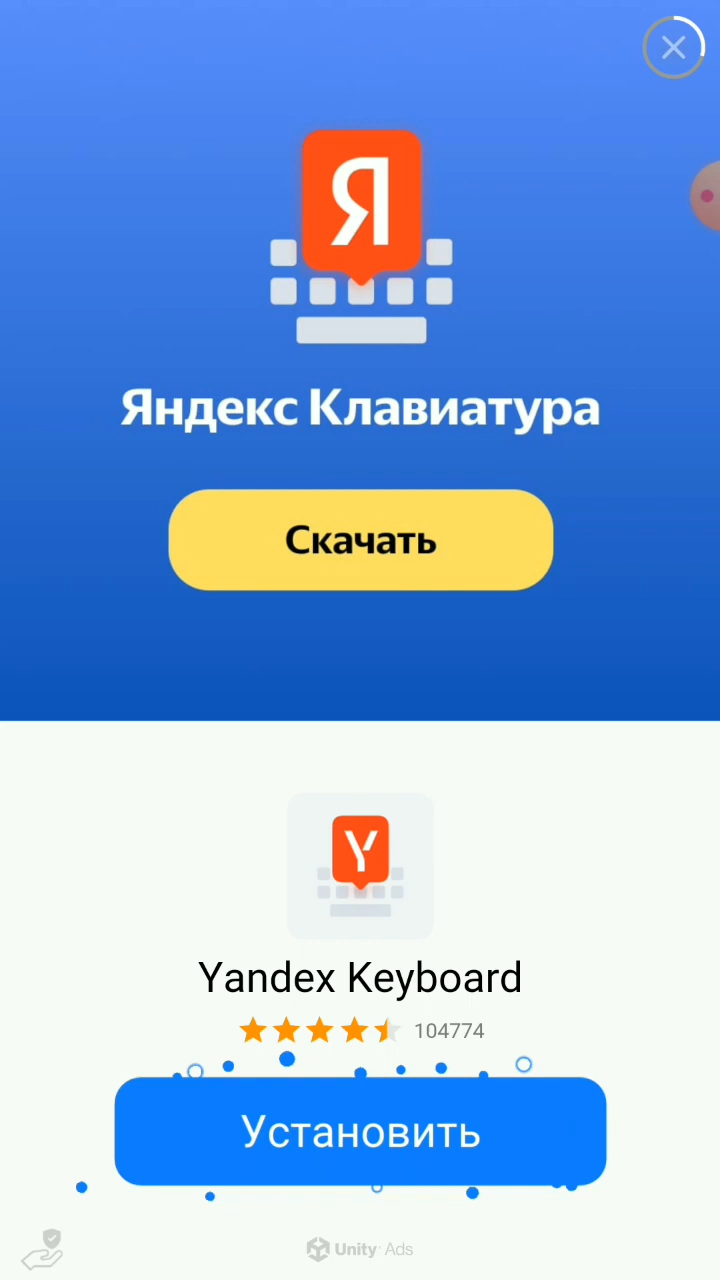 Я
Яндекс Клавиатура
Скачать
Y
Yandex Keyboard
104774
Установить
Unity Ads